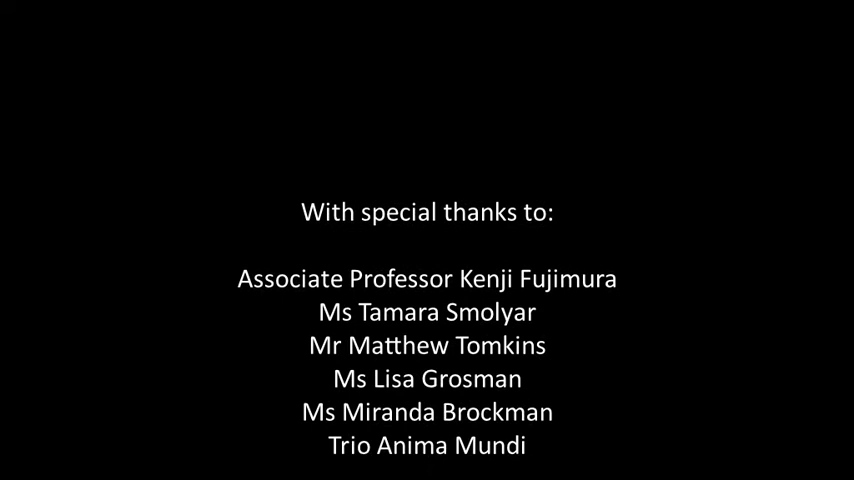 With special thanks to:
Associate Professor Kenji Fujimura
Ms Tamara Smolyar
Mr Matthew Tomkins
Ms Lisa Grosman
Ms Miranda Brockman
Trio Anima Mundi